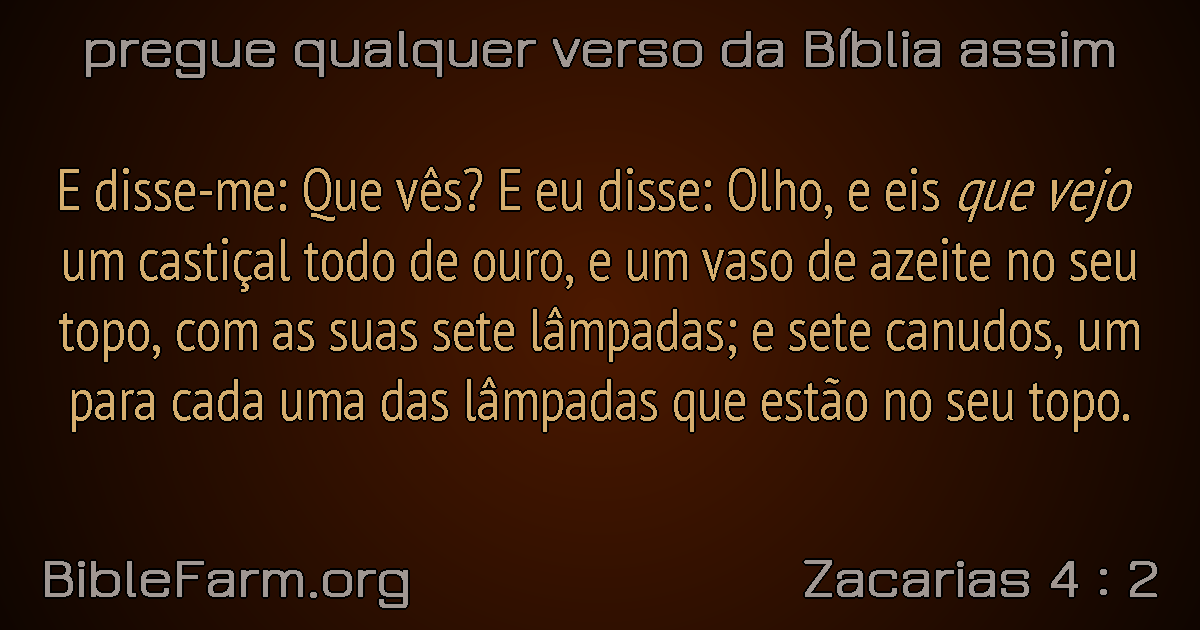 pregue qualquer verso da Bíblia assim
E disse-me: Que vês? E eu disse: Olho, e eis que vejo
um castiçal todo de ouro, e um vaso de azeite no seu
topo, com as suas sete lâmpadas; e sete canudos, um
para cada uma das lâmpadas que estão no seu topo.
BibleFarm.org
Zacarias 4 : 2